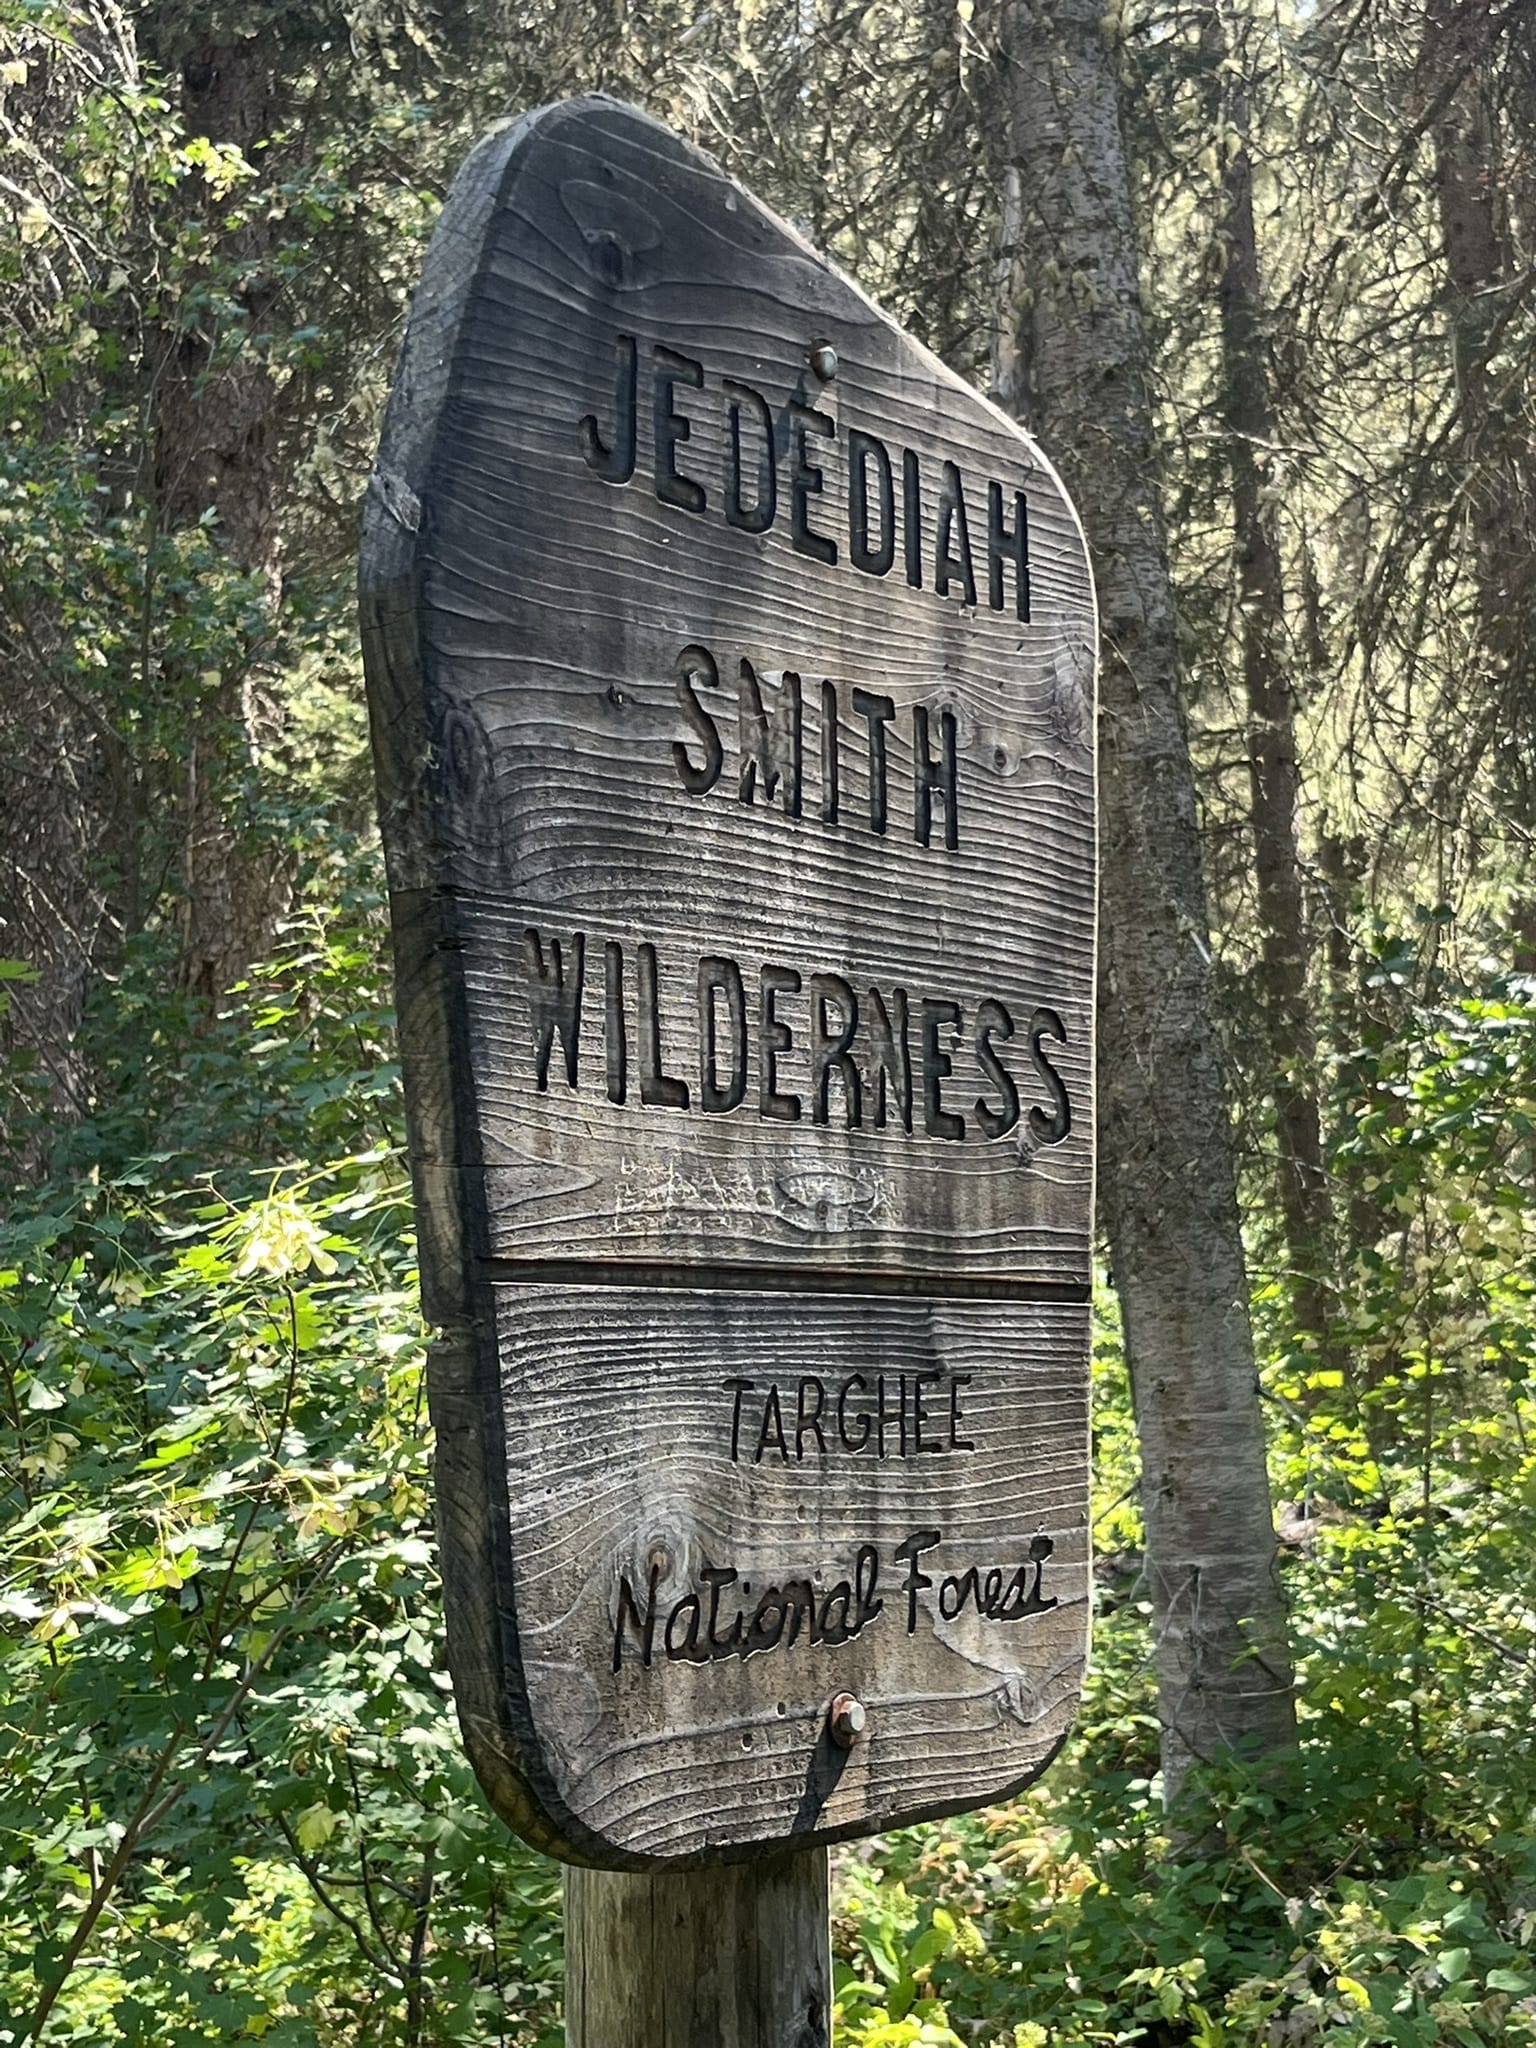 JEDEDIAH
SMITH
WILDERNESS
TARGHEE
National Forest